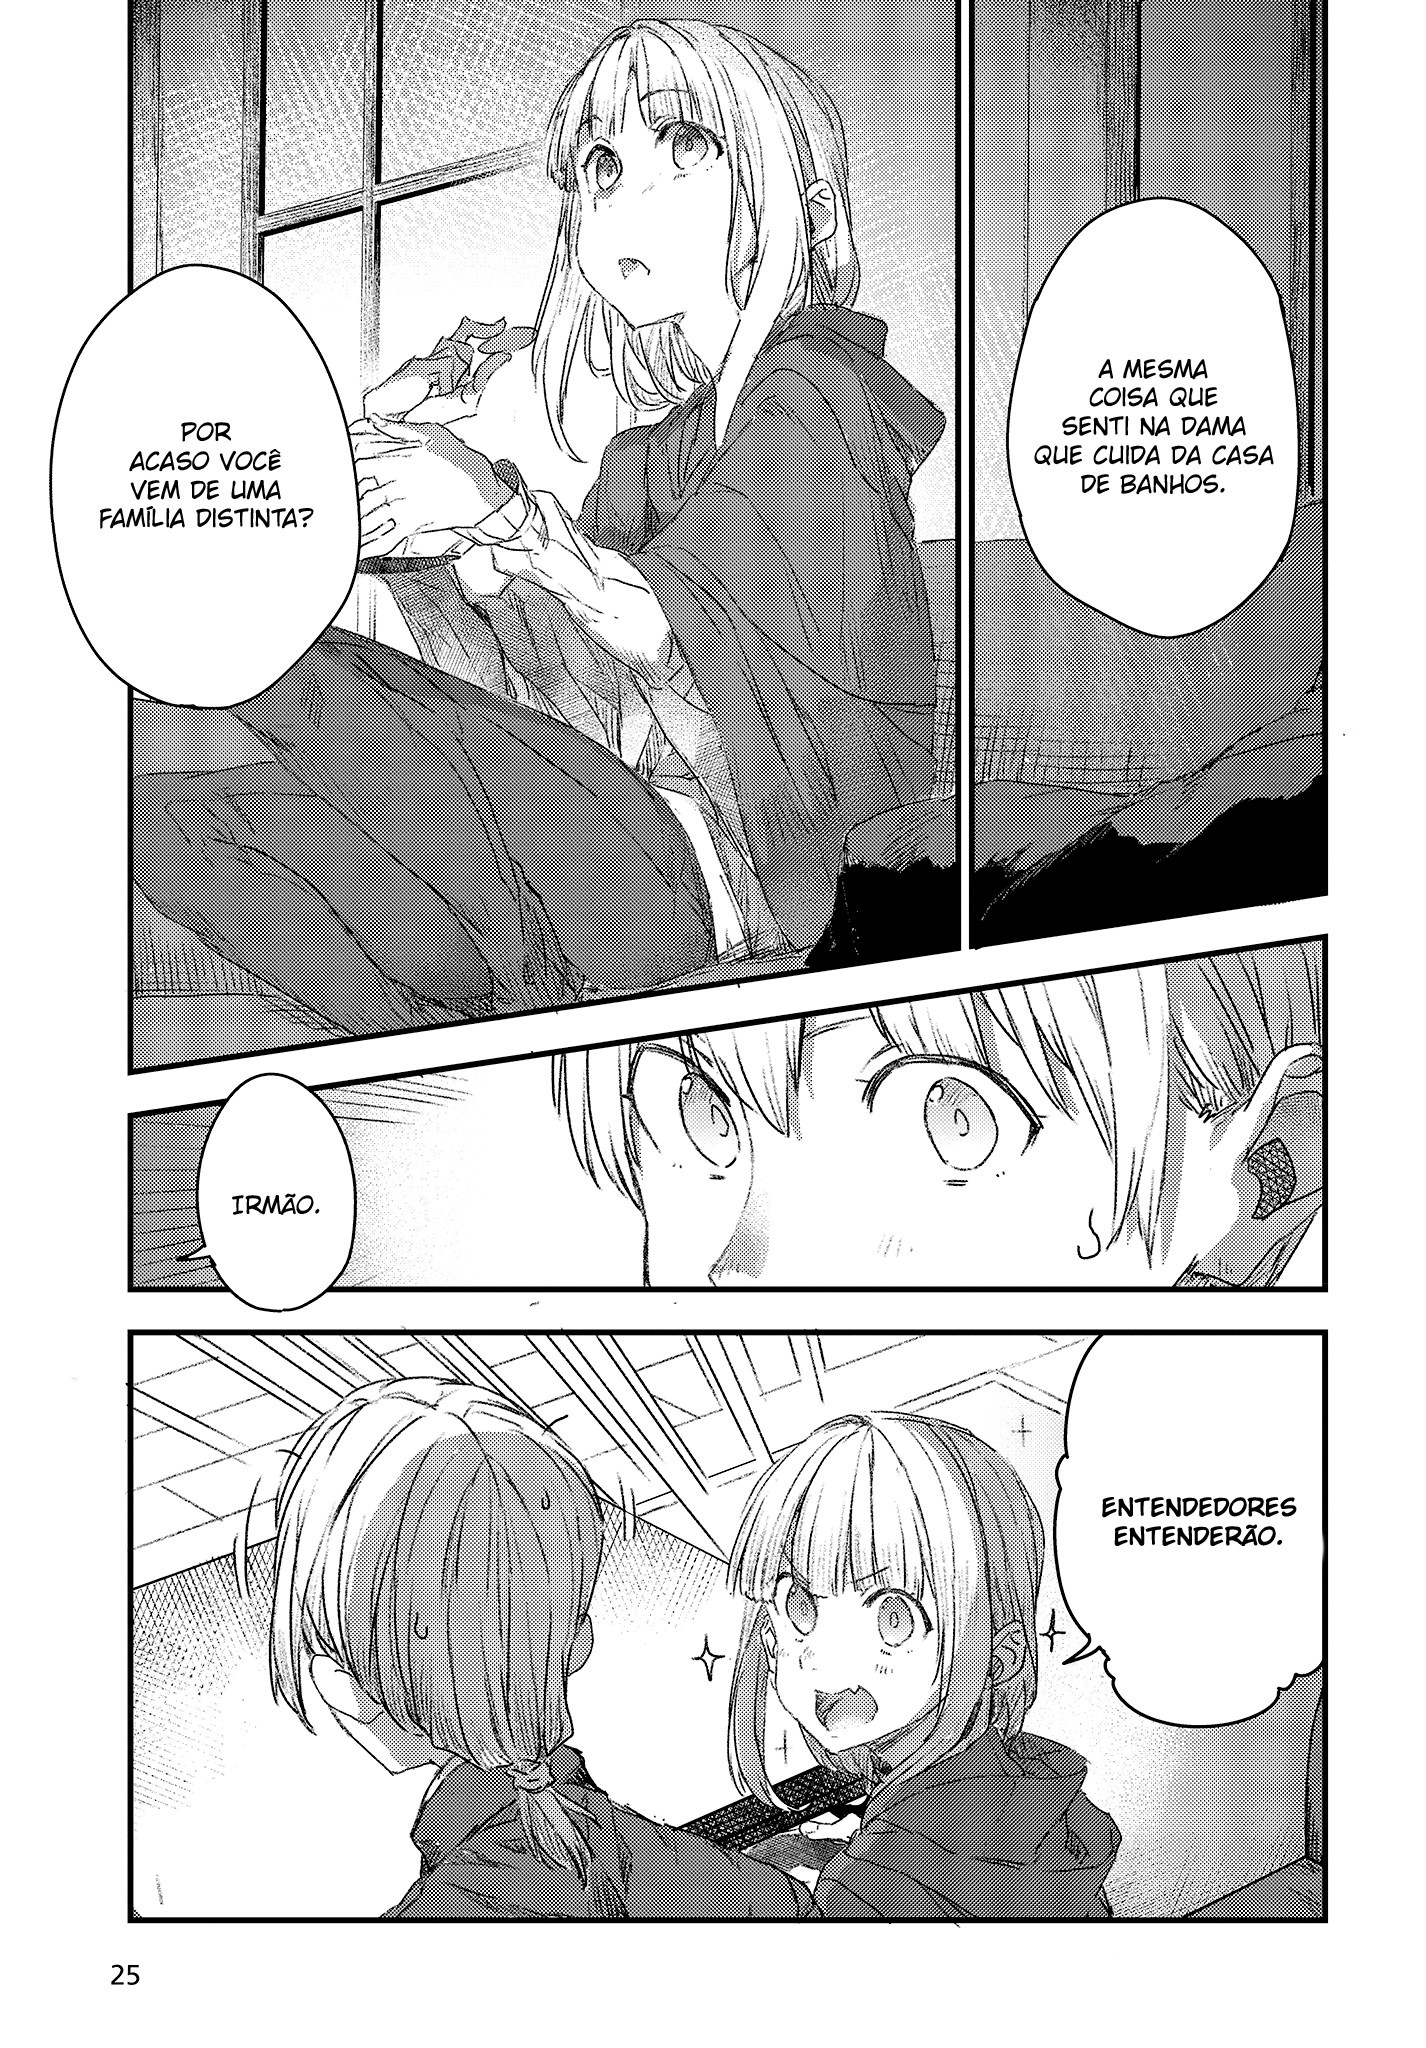 A MESMA
COISA QUE
SENTI NA DAMA
QUE CUIDA DA CASA
DE BANHOS.
POR
ACASO VOCÊ
VEM DE UMA
FAMÍLIA DISTINTA?
IRMÃO.
ENTENDEDORES
ENTENDERÃO.
25